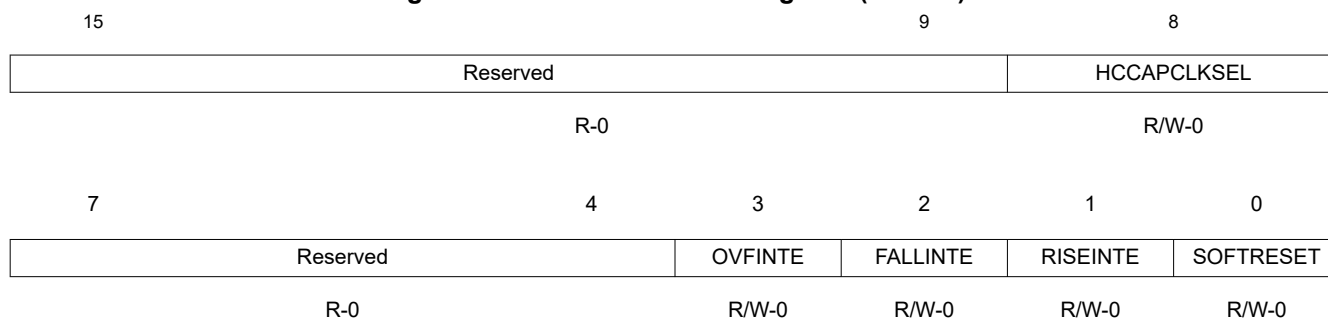 15 9 8
Reserved HCCAPCLKSEL
R-0 R/W-0
7 4 3 2 1 0
Reserved OVFINTE FALLINTE RISEINTE SOFTRESET
R-0 R/W-0 R/W-0 R/W-0 R/W-0